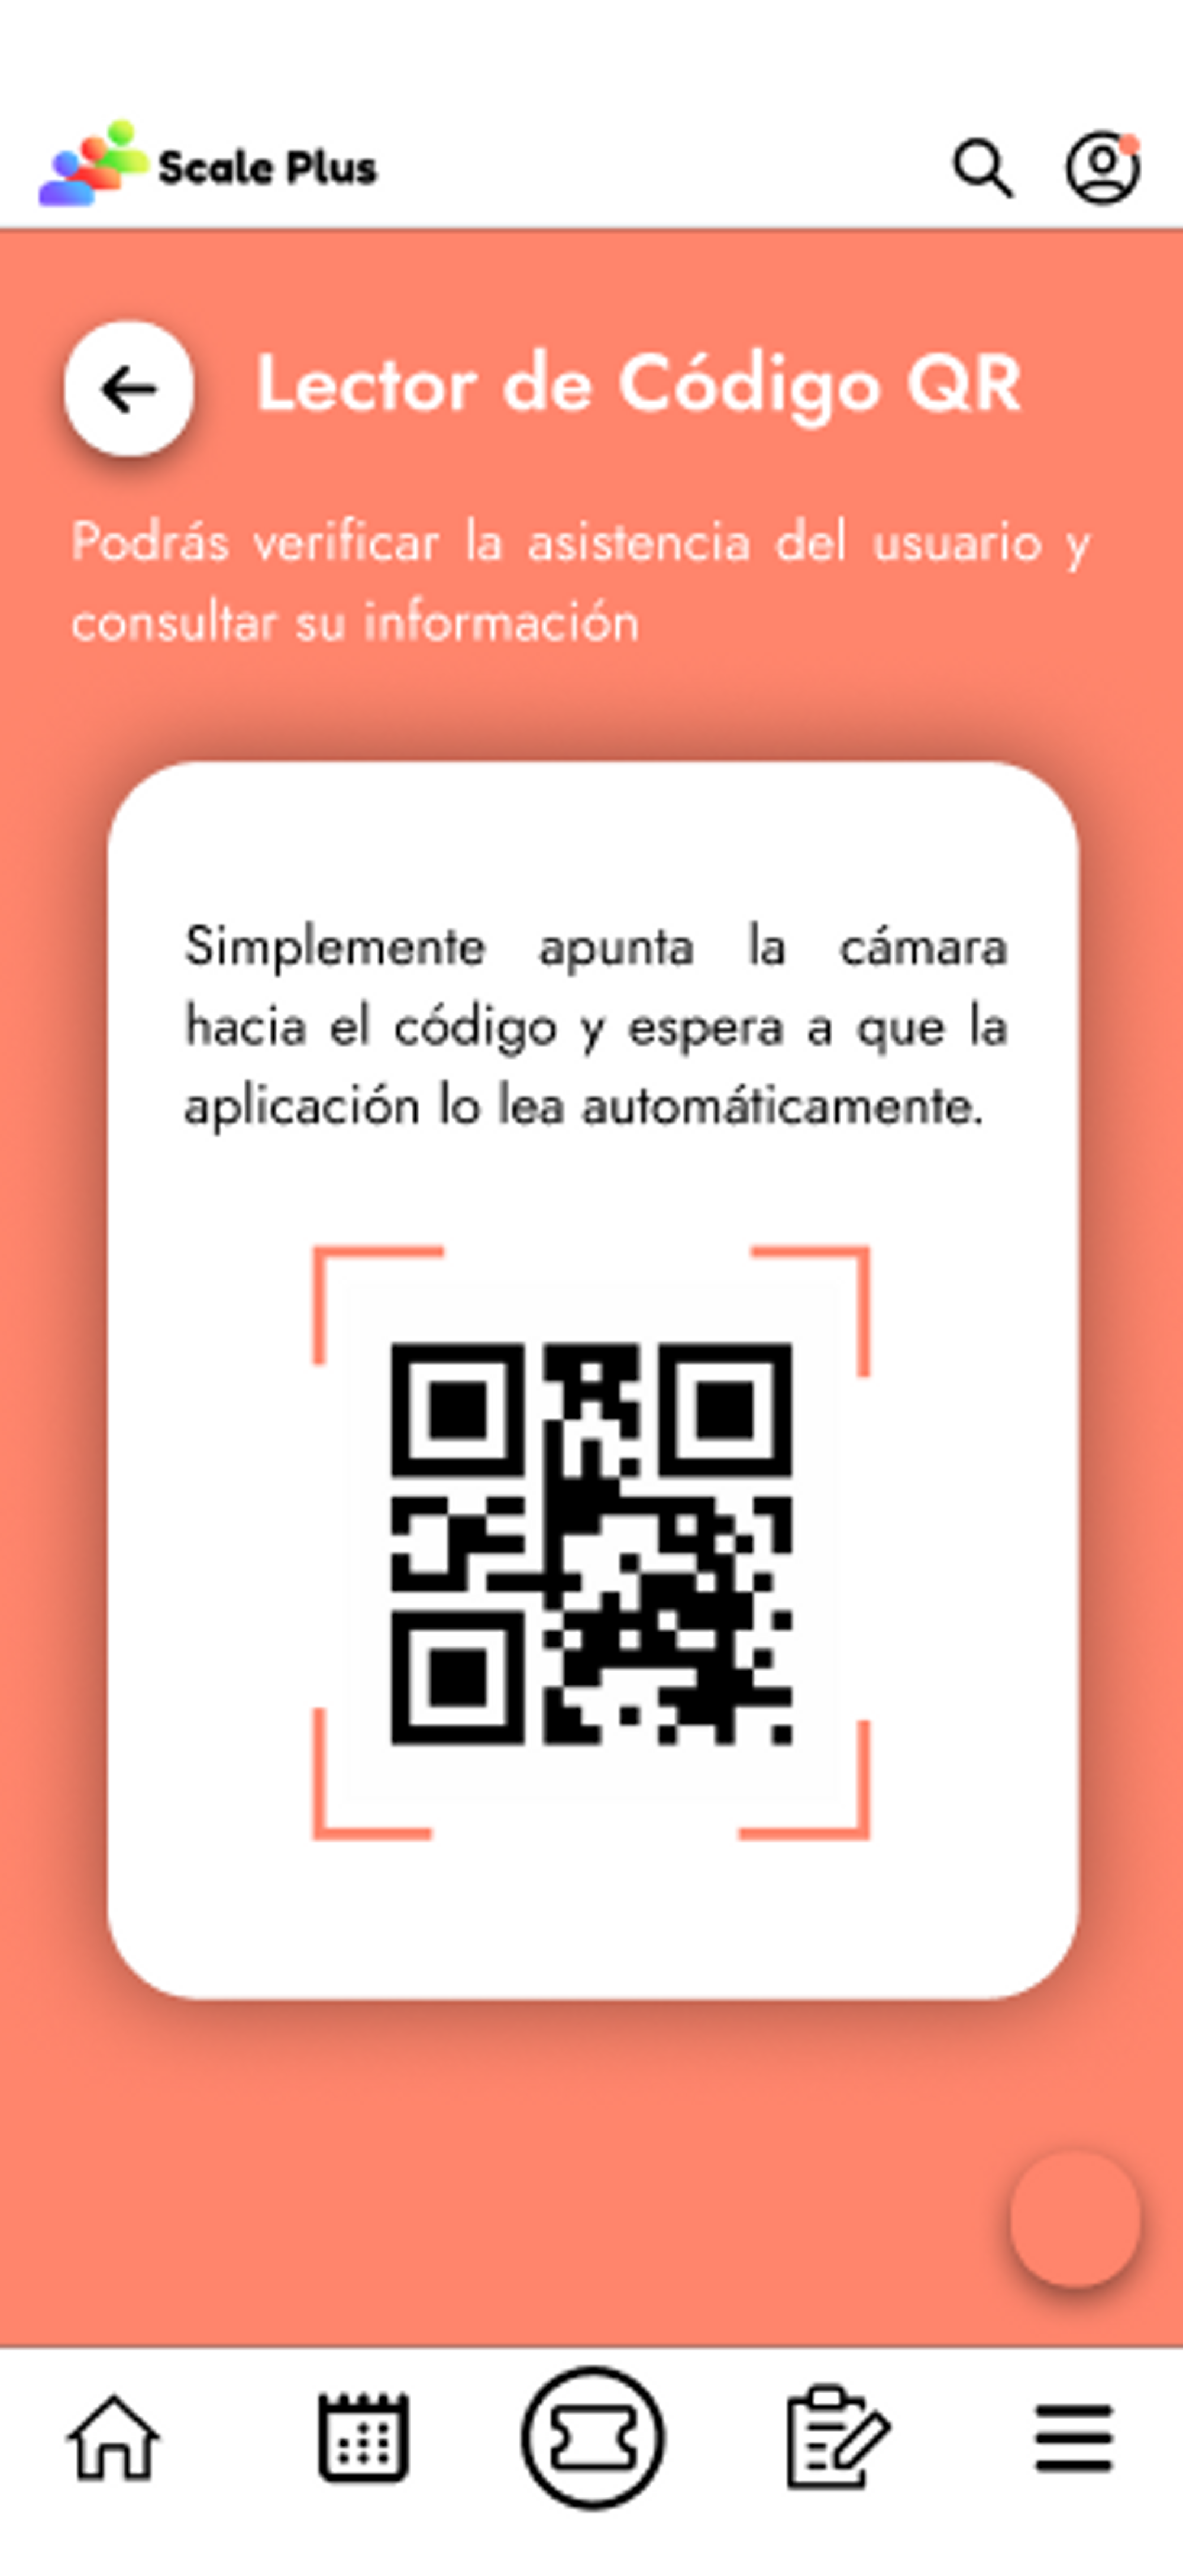 Scale Plus
Lector de Código QR
Podrás verificar la asistencia del usuario y
consultar su información
Simplemente apunta la cámara
hacia el código y espera a que la
aplicación lo lea automáticamente.